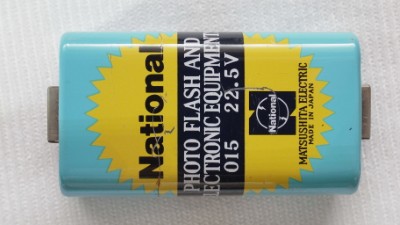 National
PHOTO FLASH AND
ELECTRONIC EQUIPMENT
015 22.5V
National
MATSUSHITA ELECTRIC
MADE IN JAPAN